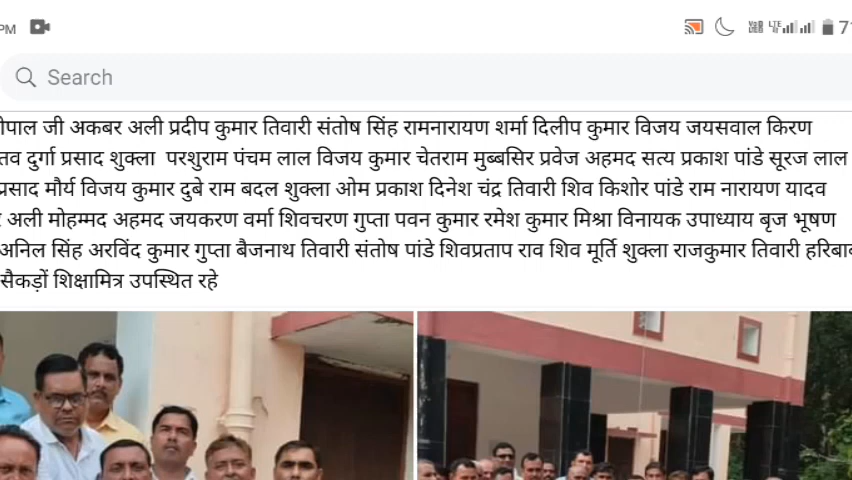 PM
LTE
Search
जी अकबर अली प्रदीप कुमार तिवारी संतोष सिंह रामनारायण शर्मा दिलीप कुमार विजय जयसवाल किरण
दुर्गा प्रसाद शुक्ला परशुराम पंचम लाल विजय कुमार चेतराम मुब्बसिर प्रवेज अहमद सत्य प्रकाश पांडे सूरज लाल
प्रसाद मौर्य विजय कुमार दुबे राम बदल शुक्ला ओम प्रकाश दिनेश चंद्र तिवारी शिव किशोर पांडे राम नारायण यादव
अली मोहम्मद अहमद जयकरण वर्मा शिवचरण गुप्ता पवन कुमार रमेश कुमार मिश्रा विनायक उपाध्याय बृज भूषण
अनिल सिंह अरविंद कुमार गुप्ता बैजनाथ तिवारी संतोष पांडे शिवप्रताप राव शिव मूर्ति शुक्ला राजकुमार तिवारी
सैकड़ों शिक्षामित्र उपस्थित रहे